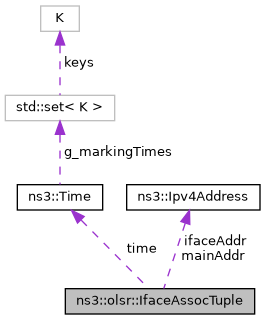 K
keys
std::set< K >
g_markingTimes
ns3::Time
ns3::Ipv4Address
time
ifaceAddr
mainAddr
ns3::olsr::IfaceAssocTuple